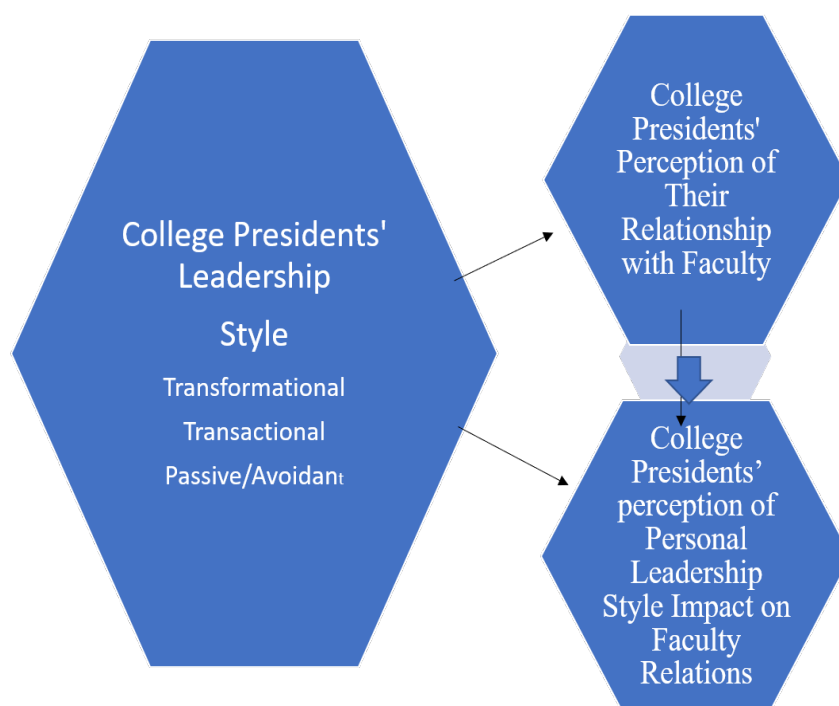 College Presidents'
Leadership
Style
Transformational
Transactional
Passive/Avoidant
College
Presidents'
Perception of
Their
Relationship
with Faculty
College
Presidents’
perception of
Personal
Leadership
Style Impact on
Faculty
Relations